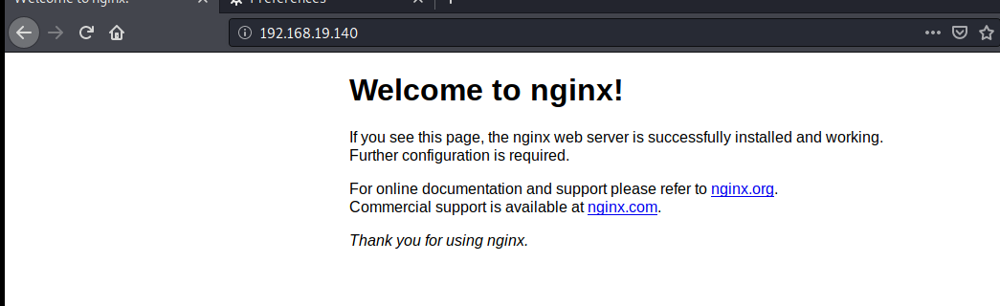 Welcome to nginx!
Preferences
192.168.19.140
Welcome to nginx!
If you see this page, the nginx web server is successfully installed and working.
Further configuration is required.
For online documentation and support please refer to nginx.org.
Commercial support is available at nginx.com.
Thank you for using nginx.